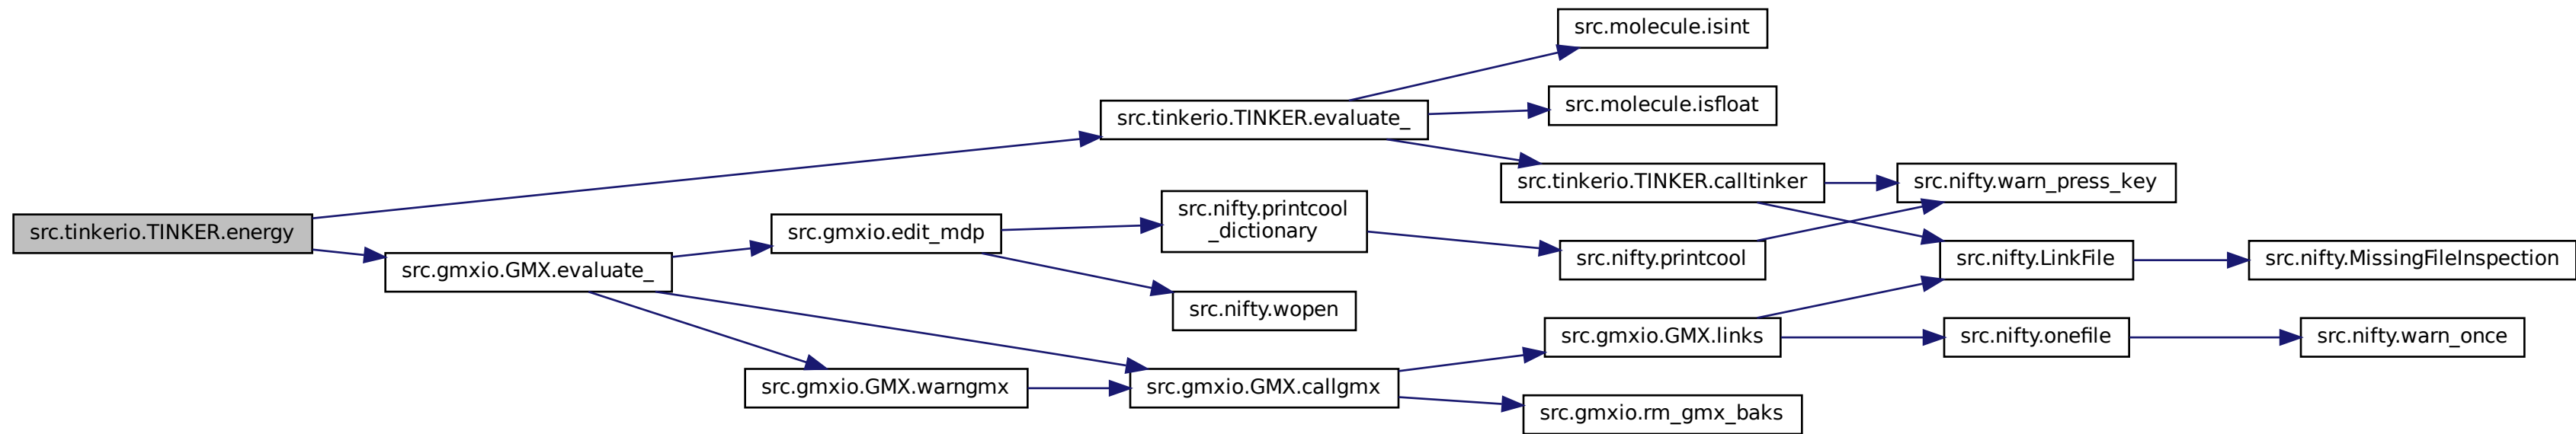 src.molecule.isint
src.molecule.isfloat
src.tinkerio.TINKER.evaluate_
src.tinkerio.TINKER.calltinker
src.nifty.warn_press_key
src.nifty.printcool
_dictionary
src.tinkerio.TINKER.energy
src.gmxio.edit_mdp
src.gmxio.GMX.evaluate_
src.nifty.printcool
src.nifty.LinkFile
src.nifty.MissingFileInspection
src.nifty.wopen
src.gmxio.GMX.links
src.nifty.onefile
src.nifty.warn_once
src.gmxio.GMX.warngmx
src.gmxio.GMX.callgmx
src.gmxio.rm_gmx_baks